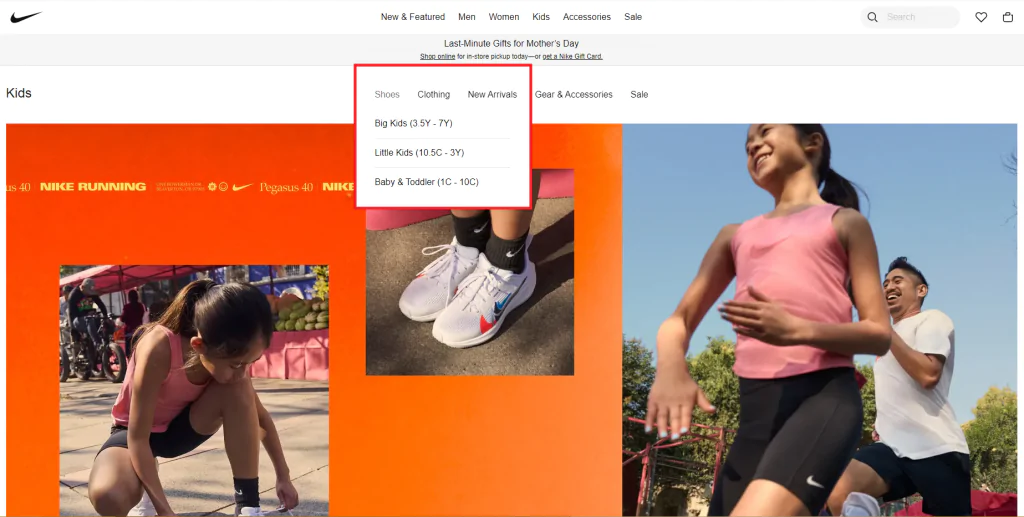 New & Featured Men Women Kids Accessories Sale
Search
Last-Minute Gifts for Mother's Day
Shop online for in-store pickup today—or get a Nike Gift Card.
Kids
Shoes Clothing New Arrivals Gear & Accessories Sale
Big Kids (3.5Y - 7Y)
Little Kids (10.5C - 3Y)
Baby & Toddler (1C - 10C)
us 40 NIKE RUNNING Pegasus 40 NIKE